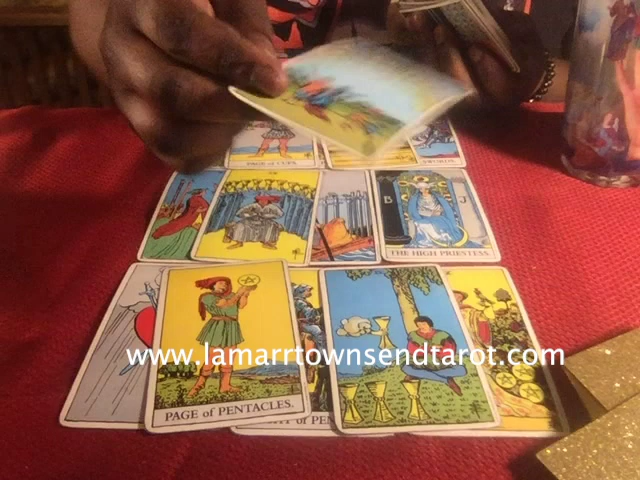 PAGE of CUPS.
SWORDS.
B J
THE HIGH PRIESTESS.
www.lamarrtownsendtarot.com
PAGE of PENTACLES.